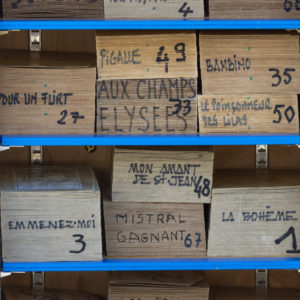 4
PIGALLE 49
BAMBINO 35
POUR UN FLIRT 27
AUX CHAMPS
ELYSEES 33
LE POINÇONNEUR
DES LILAS 50
MON AMANT
DE ST JEAN 48
EMMENEZ-MOI
3
MISTRAL
GAGNANT 67
LA BOHÈME
1